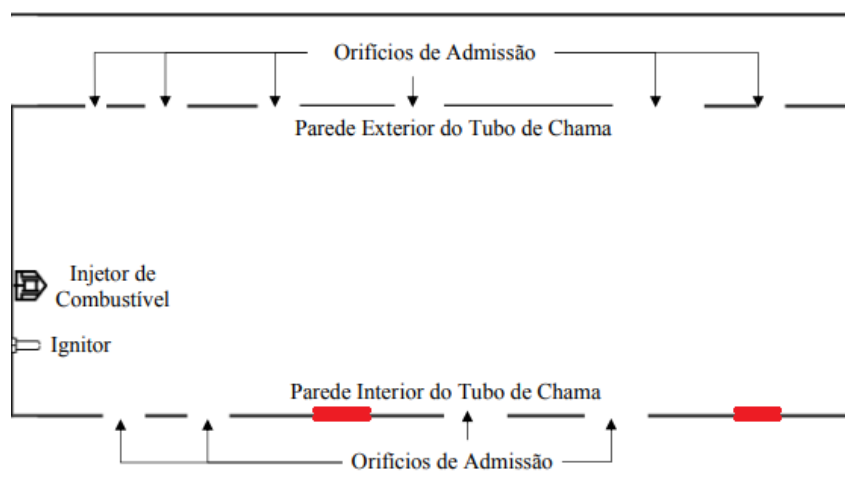 Orifícios de Admissão
Parede Exterior do Tubo de Chama
Injetor de
Combustível
Ignitor
Parede Interior do Tubo de Chama
Orifícios de Admissão